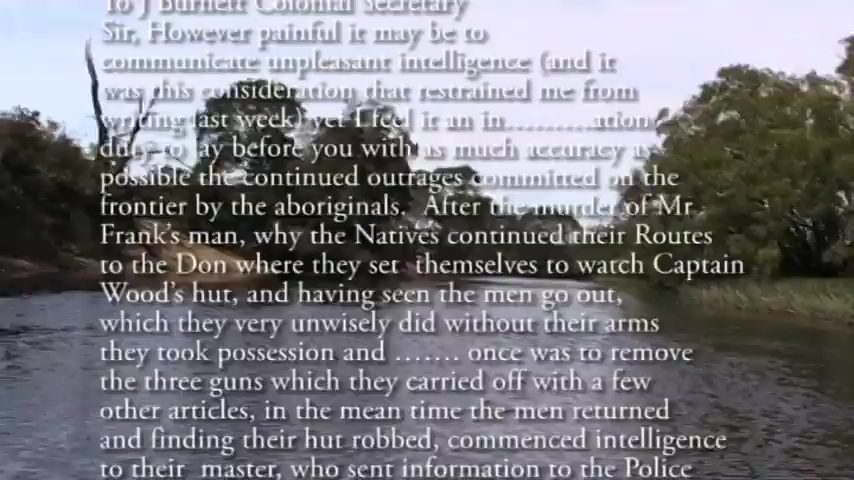 To J Burnett Colonial Secretary
Sir, However painful it may be to
communicate unpleasant intelligence (and it
was this consideration that restrained me from
writing last week) yet I feel it an in..........ation
duty to lay before you with as much accuracy as
possible the continued outrages committed on the
frontier by the aboriginals. After the murder of Mr
Frank's man, why the Natives continued their Routes
to the Don where they set themselves to watch Captain
Wood's hut, and having seen the men go out,
which they very unwisely did without their arms
they took possession and ....... once was to remove
the three guns which they carried off with a few
other articles, in the mean time the men returned
and finding their hut robbed, commenced intelligence
to their master, who sent information to the Police